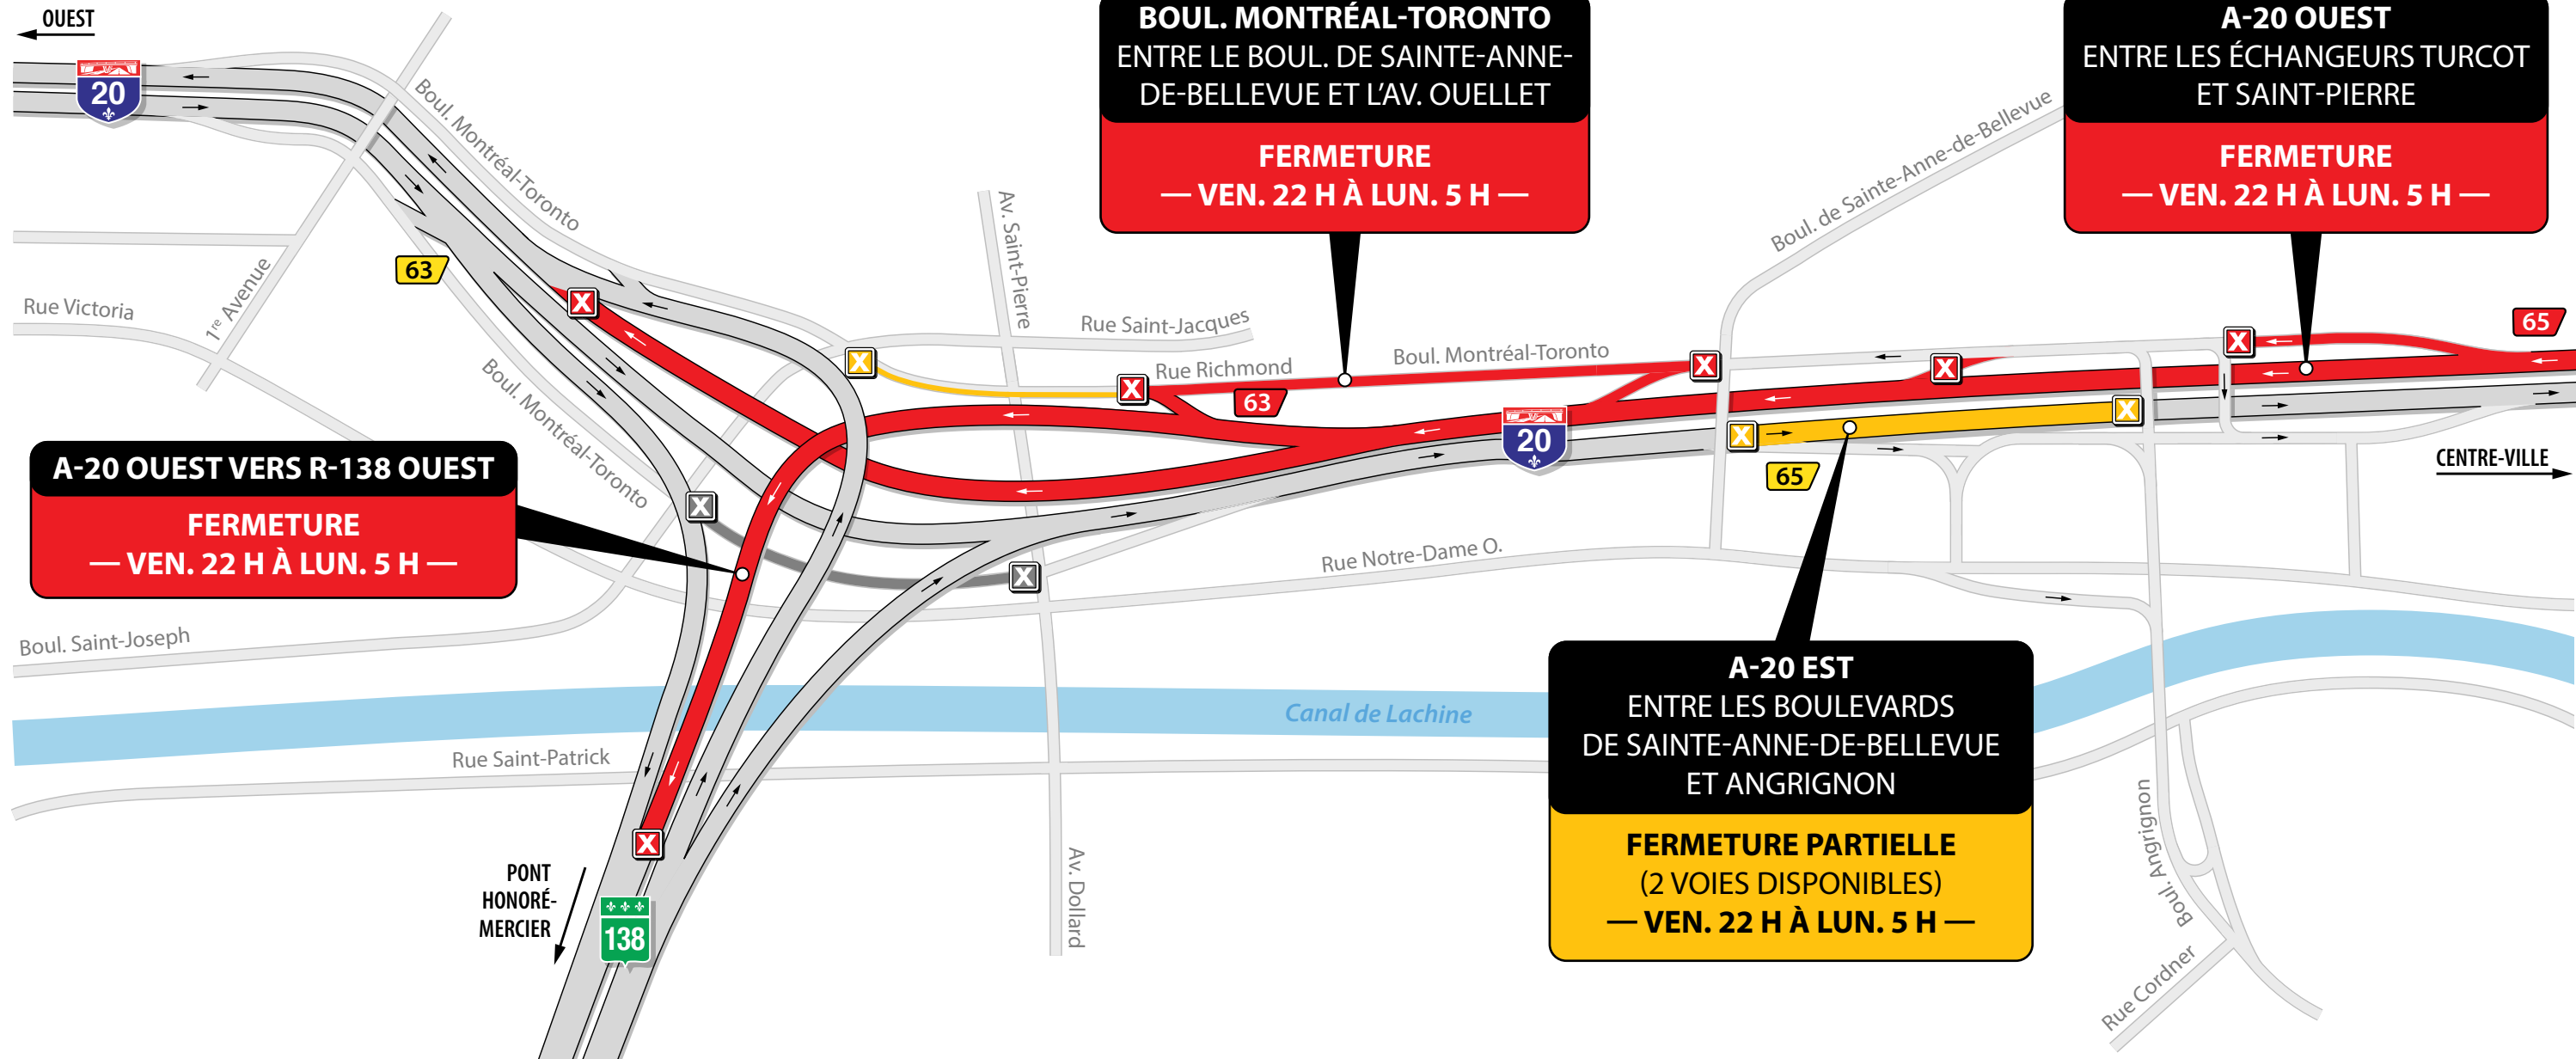 OUEST
20
BOUL. MONTRÉAL-TORONTO
ENTRE LE BOUL. DE SAINTE-ANNE-
DE-BELLEVUE ET L'AV. OUELLET
FERMETURE
— VEN. 22 H À LUN. 5 H —
A-20 OUEST
ENTRE LES ÉCHANGEURS TURCOT
ET SAINT-PIERRE
FERMETURE
— VEN. 22 H À LUN. 5 H —
Boul. Montréal-Toronto
Boul. de Sainte-Anne-de-Bellevue
Av. Saint-Pierre
63
1re Avenue
Rue Victoria
X
Rue Saint-Jacques
65
X
X
Rue Richmond
Boul. Montréal-Toronto
X
X
X
63
Boul. Montréal-Toronto
20
X
X
65
CENTRE-VILLE
A-20 OUEST VERS R-138 OUEST
FERMETURE
— VEN. 22 H À LUN. 5 H —
X
X
Rue Notre-Dame O.
Boul. Saint-Joseph
Canal de Lachine
Rue Saint-Patrick
A-20 EST
ENTRE LES BOULEVARDS
DE SAINTE-ANNE-DE-BELLEVUE
ET ANGRIGNON
FERMETURE PARTIELLE
(2 VOIES DISPONIBLES)
— VEN. 22 H À LUN. 5 H —
X
PONT
HONORÉ-
MERCIER
138
Av. Dollard
Boul. Angrignon
Rue Cordner